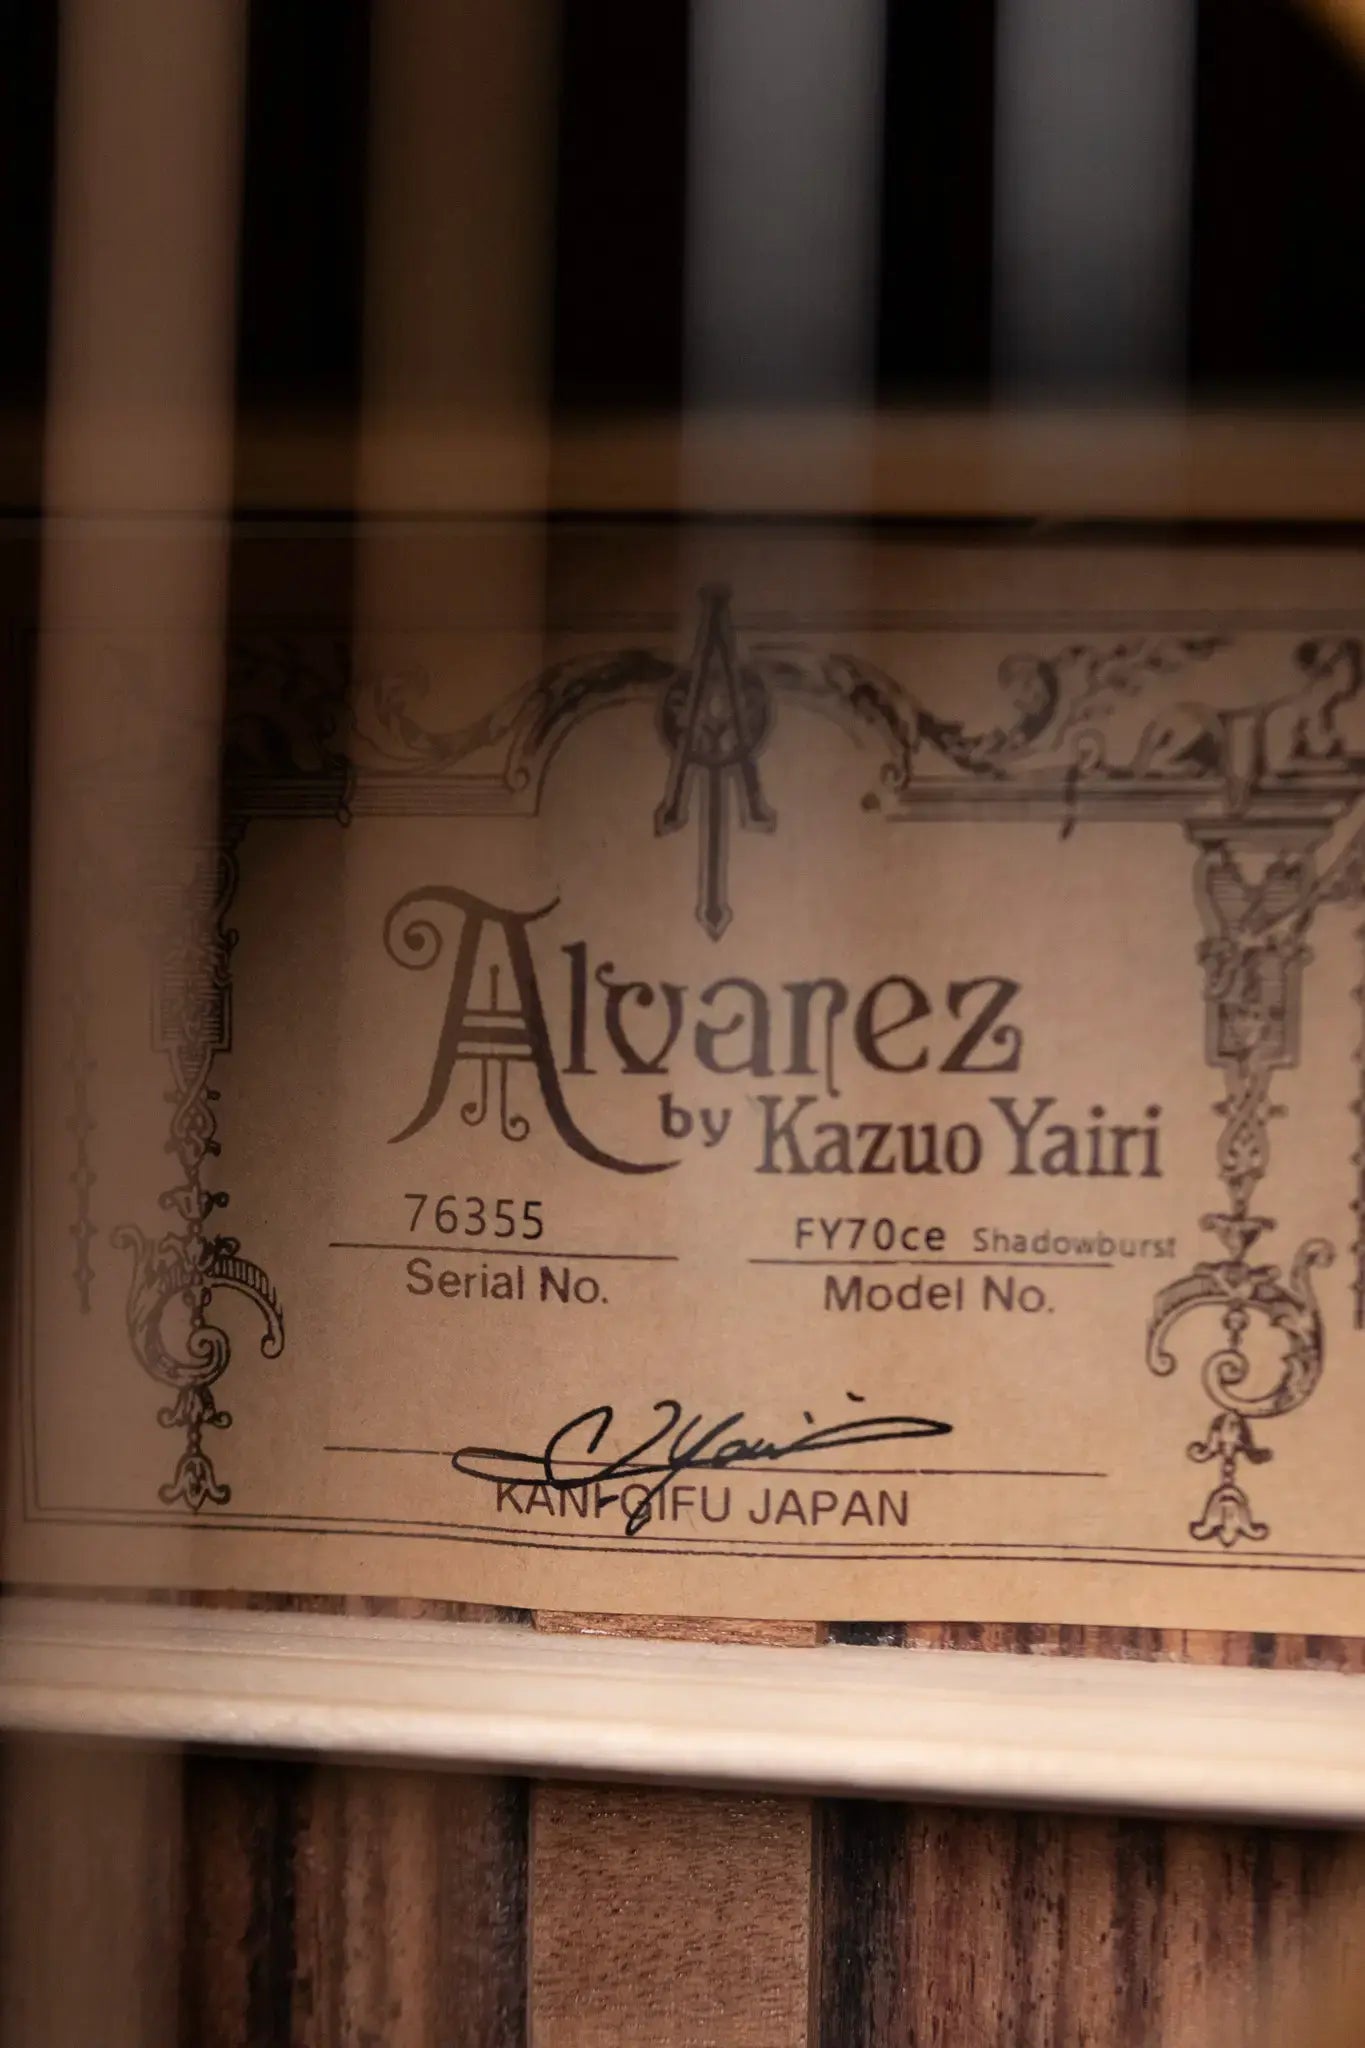 Alvarez
by Kazuo Yairi
76355 FY70ce Shadowburst
Serial No. Model No.
KANI-GIFU JAPAN